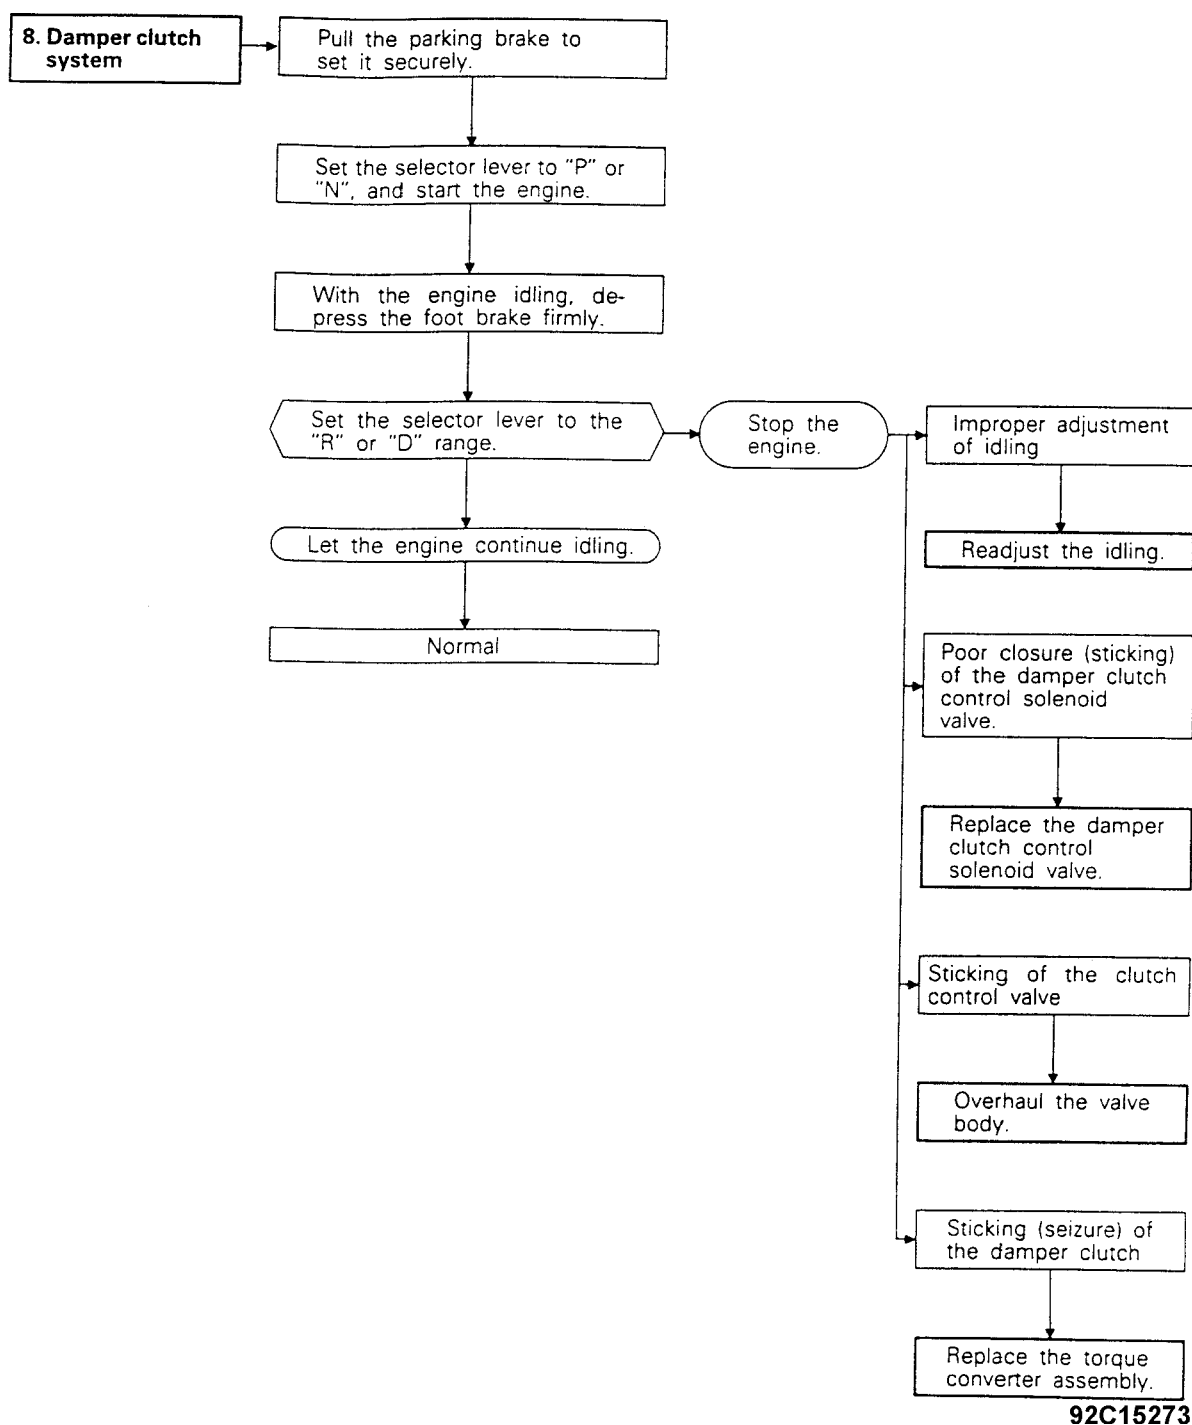 8. Damper clutch
system
Pull the parking brake to
set it securely.
Set the selector lever to "P" or
"N", and start the engine.
With the engine idling, de-
press the foot brake firmly.
Set the selector lever to the
"R" or "D" range.
Let the engine continue idling.
Normal
Stop the
engine.
Improper adjustment
of idling
Readjust the idling.
Poor closure (sticking)
of the damper clutch
control solenoid
valve.
Replace the damper
clutch control
solenoid valve.
Sticking of the clutch
control valve
Overhaul the valve
body.
Sticking (seizure) of
the damper clutch
Replace the torque
converter assembly.
92C15273